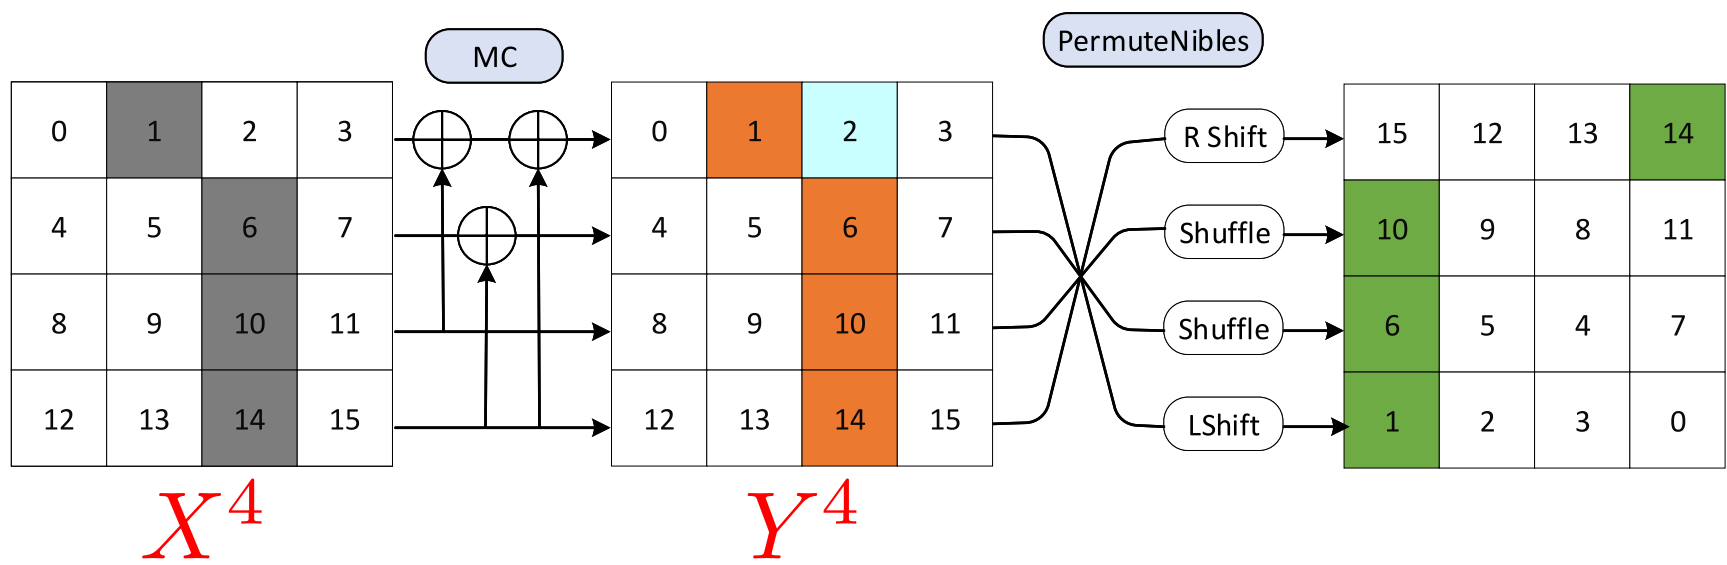 MC
PermuteNibles
0 1 2 3
4 5 6 7
8 9 10 11
12 13 14 15
X^4
0 1 2 3
4 5 6 7
8 9 10 11
12 13 14 15
Y^4
R Shift
Shuffle
Shuffle
LShift
15 12 13 14
10 9 8 11
6 5 4 7
1 2 3 0